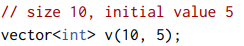 // size 10, initial value 5
vector<int> v(10, 5);